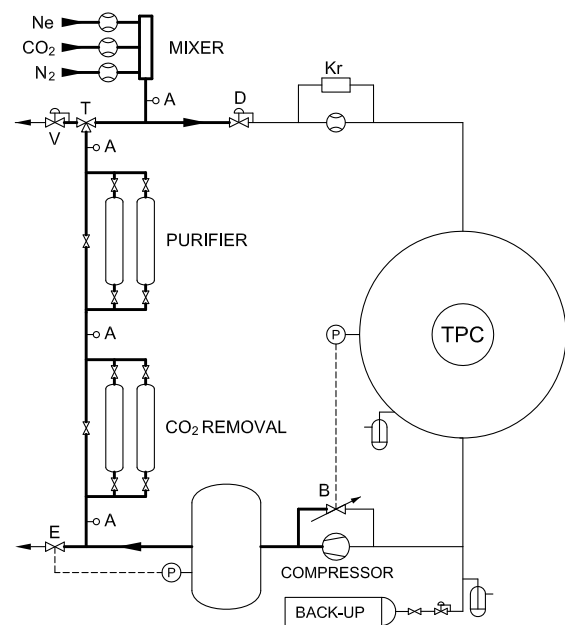 Ne
CO₂
N₂
MIXER
A
Kr
D
T
V
A
PURIFIER
A
P
TPC
CO₂ REMOVAL
B
A
E
P
COMPRESSOR
BACK-UP